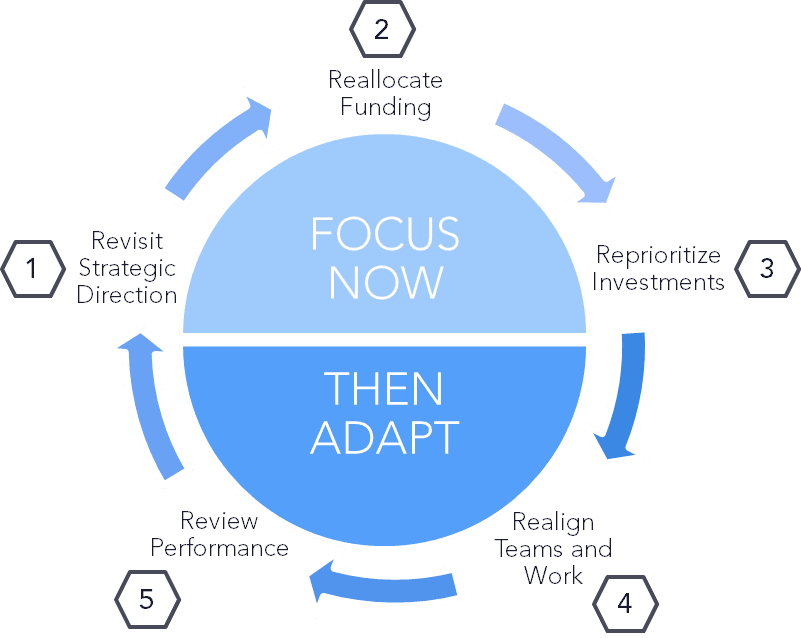 2
Reallocate
Funding
1
Revisit
Strategic
Direction
FOCUS
NOW
Reprioritize
Investments
3
THEN
ADAPT
Realign
Teams and
Work
4
Review
Performance
5